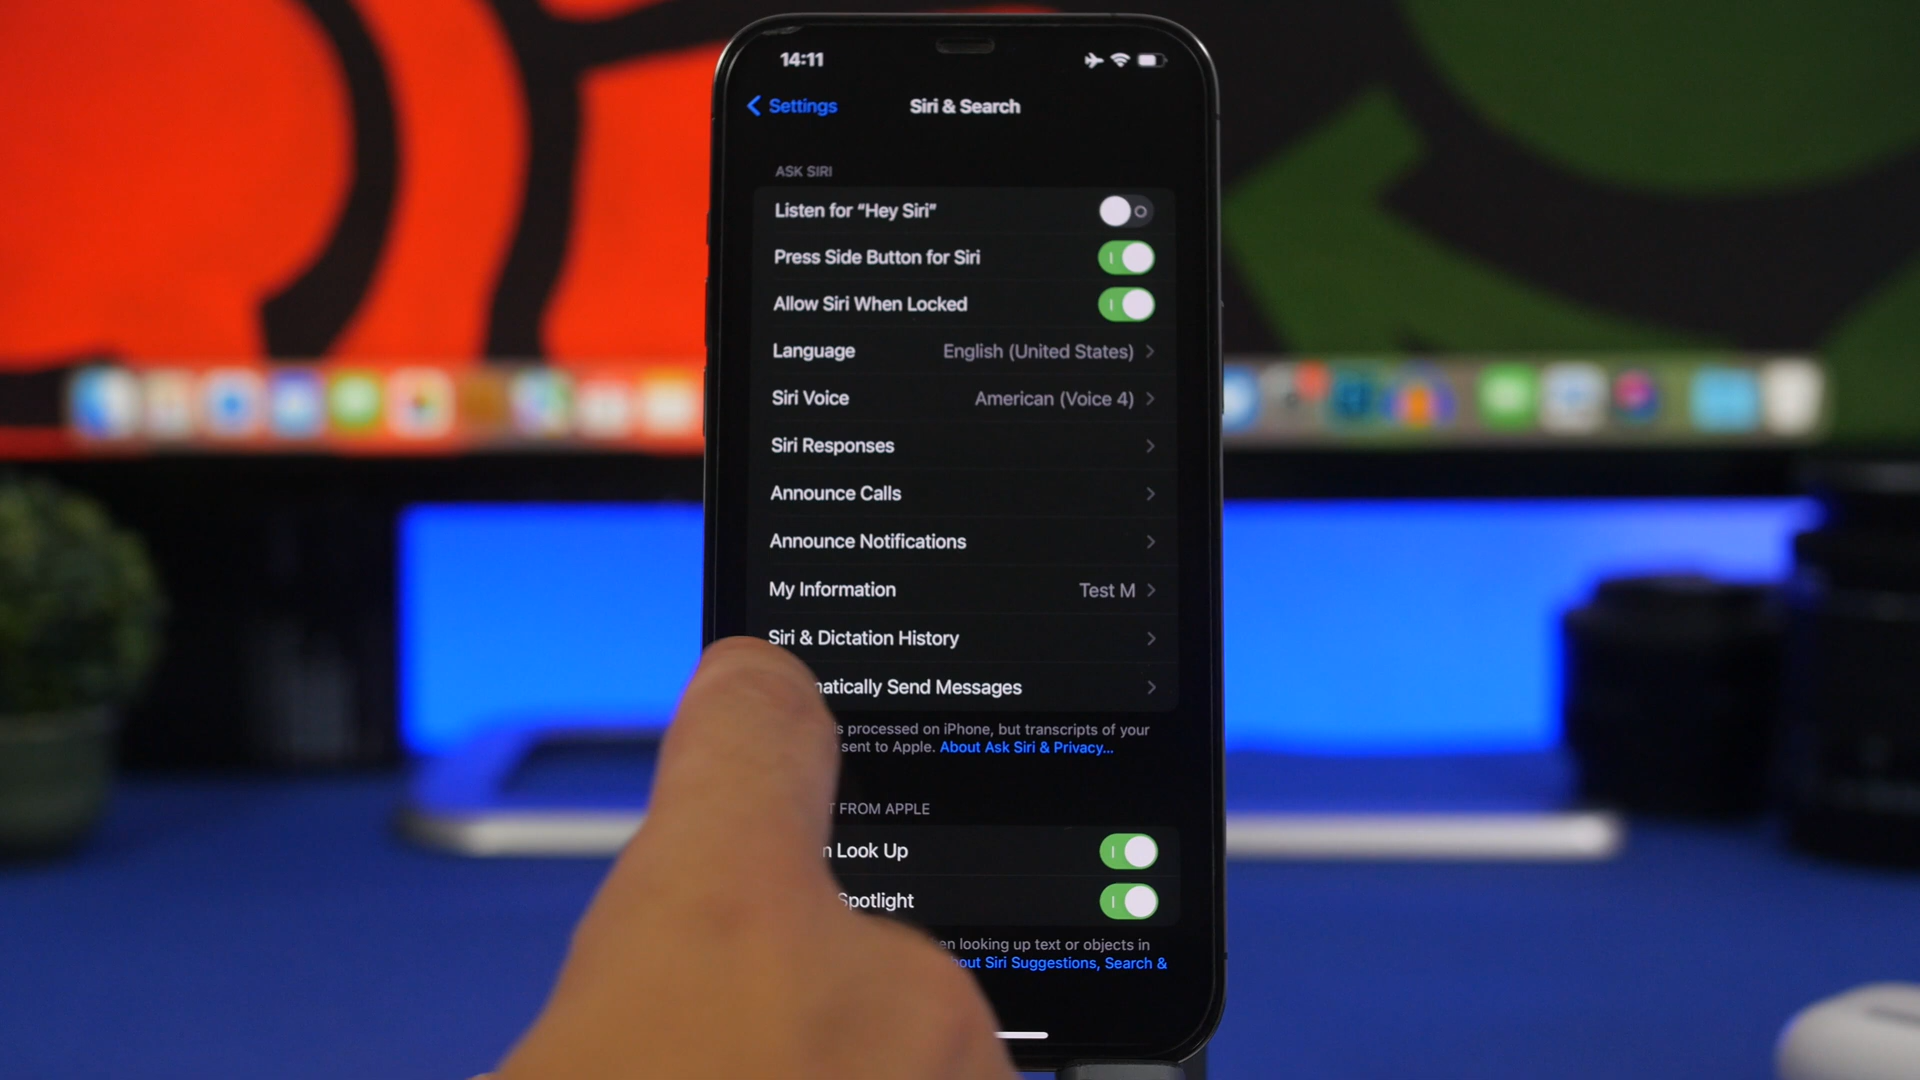 14:11
Settings
Siri & Search
ASK SIRI
Listen for “Hey Siri”
Press Side Button for Siri
Allow Siri When Locked
Language English (United States)
Siri Voice American (Voice 4)
Siri Responses
Announce Calls
Announce Notifications
My Information Test M
Siri & Dictation History
matically Send Messages
is processed on iPhone, but transcripts of your
sent to Apple. About Ask Siri & Privacy...
FROM APPLE
Look Up
Spotlight
looking up text or objects in
Siri Suggestions, Search &